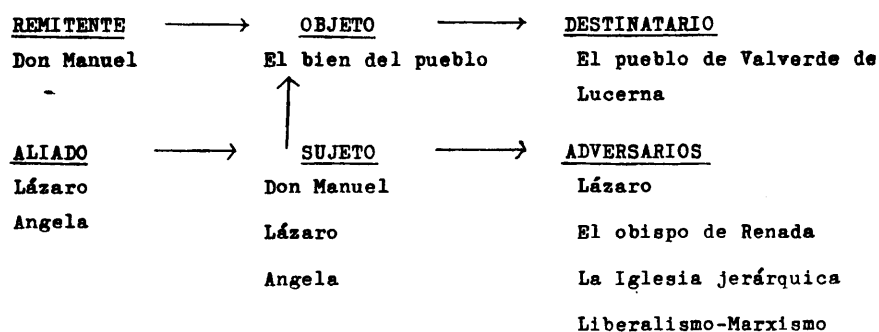 REMITENTE ⟶ OBJETO ⟶ DESTINATARIO
Don Manuel El bien del pueblo El pueblo de Valverde de
Lucerna
ALIADO ⟶ SUJETO ⟶ ADVERSARIOS
Lázaro Don Manuel Lázaro
Angela Lázaro El obispo de Renada
Angela La Iglesia jerárquica
Liberalismo-Marxismo